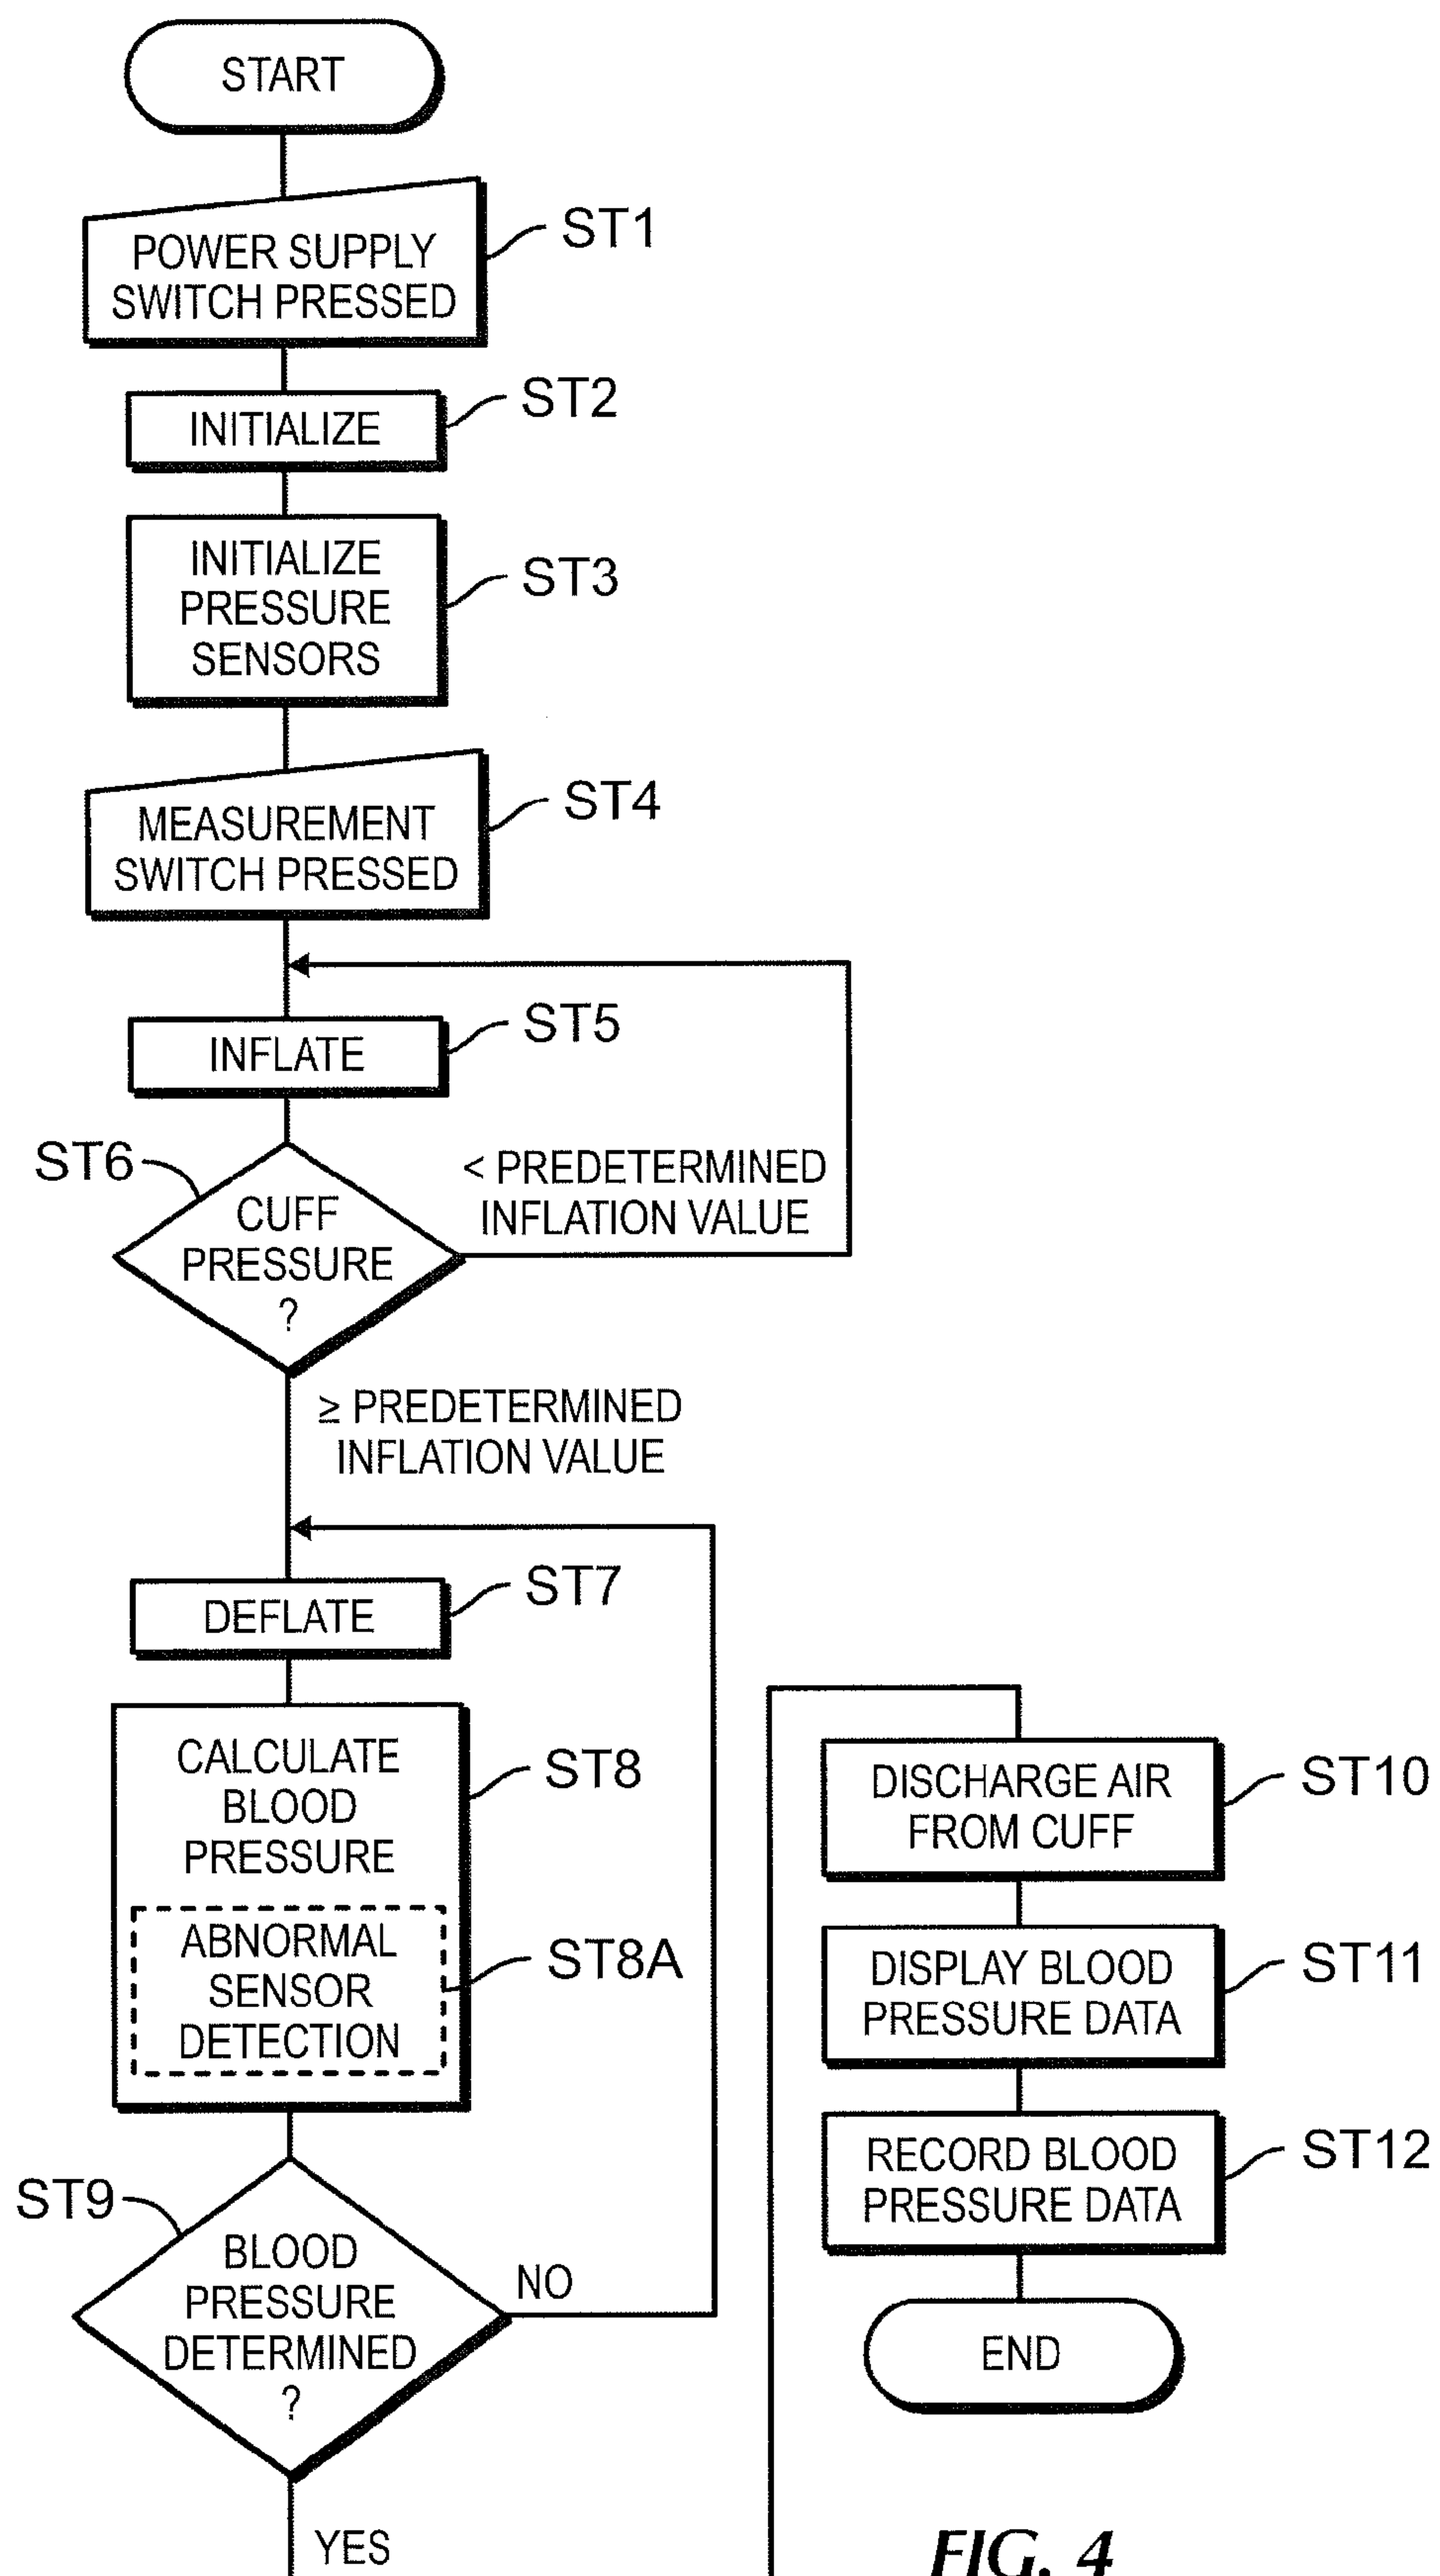 START
POWER SUPPLY
SWITCH PRESSED
ST1
INITIALIZE
ST2
INITIALIZE
PRESSURE
SENSORS
ST3
MEASUREMENT
SWITCH PRESSED
ST4
INFLATE
ST5
ST6
CUFF
PRESSURE
?
< PREDETERMINED
INFLATION VALUE
≥ PREDETERMINED
INFLATION VALUE
DEFLATE
ST7
CALCULATE
BLOOD
PRESSURE
ST8
ABNORMAL
SENSOR
DETECTION
ST8A
ST9
BLOOD
PRESSURE
DETERMINED
?
NO
YES
DISCHARGE AIR
FROM CUFF
ST10
DISPLAY BLOOD
PRESSURE DATA
ST11
RECORD BLOOD
PRESSURE DATA
ST12
END
FIG. 4